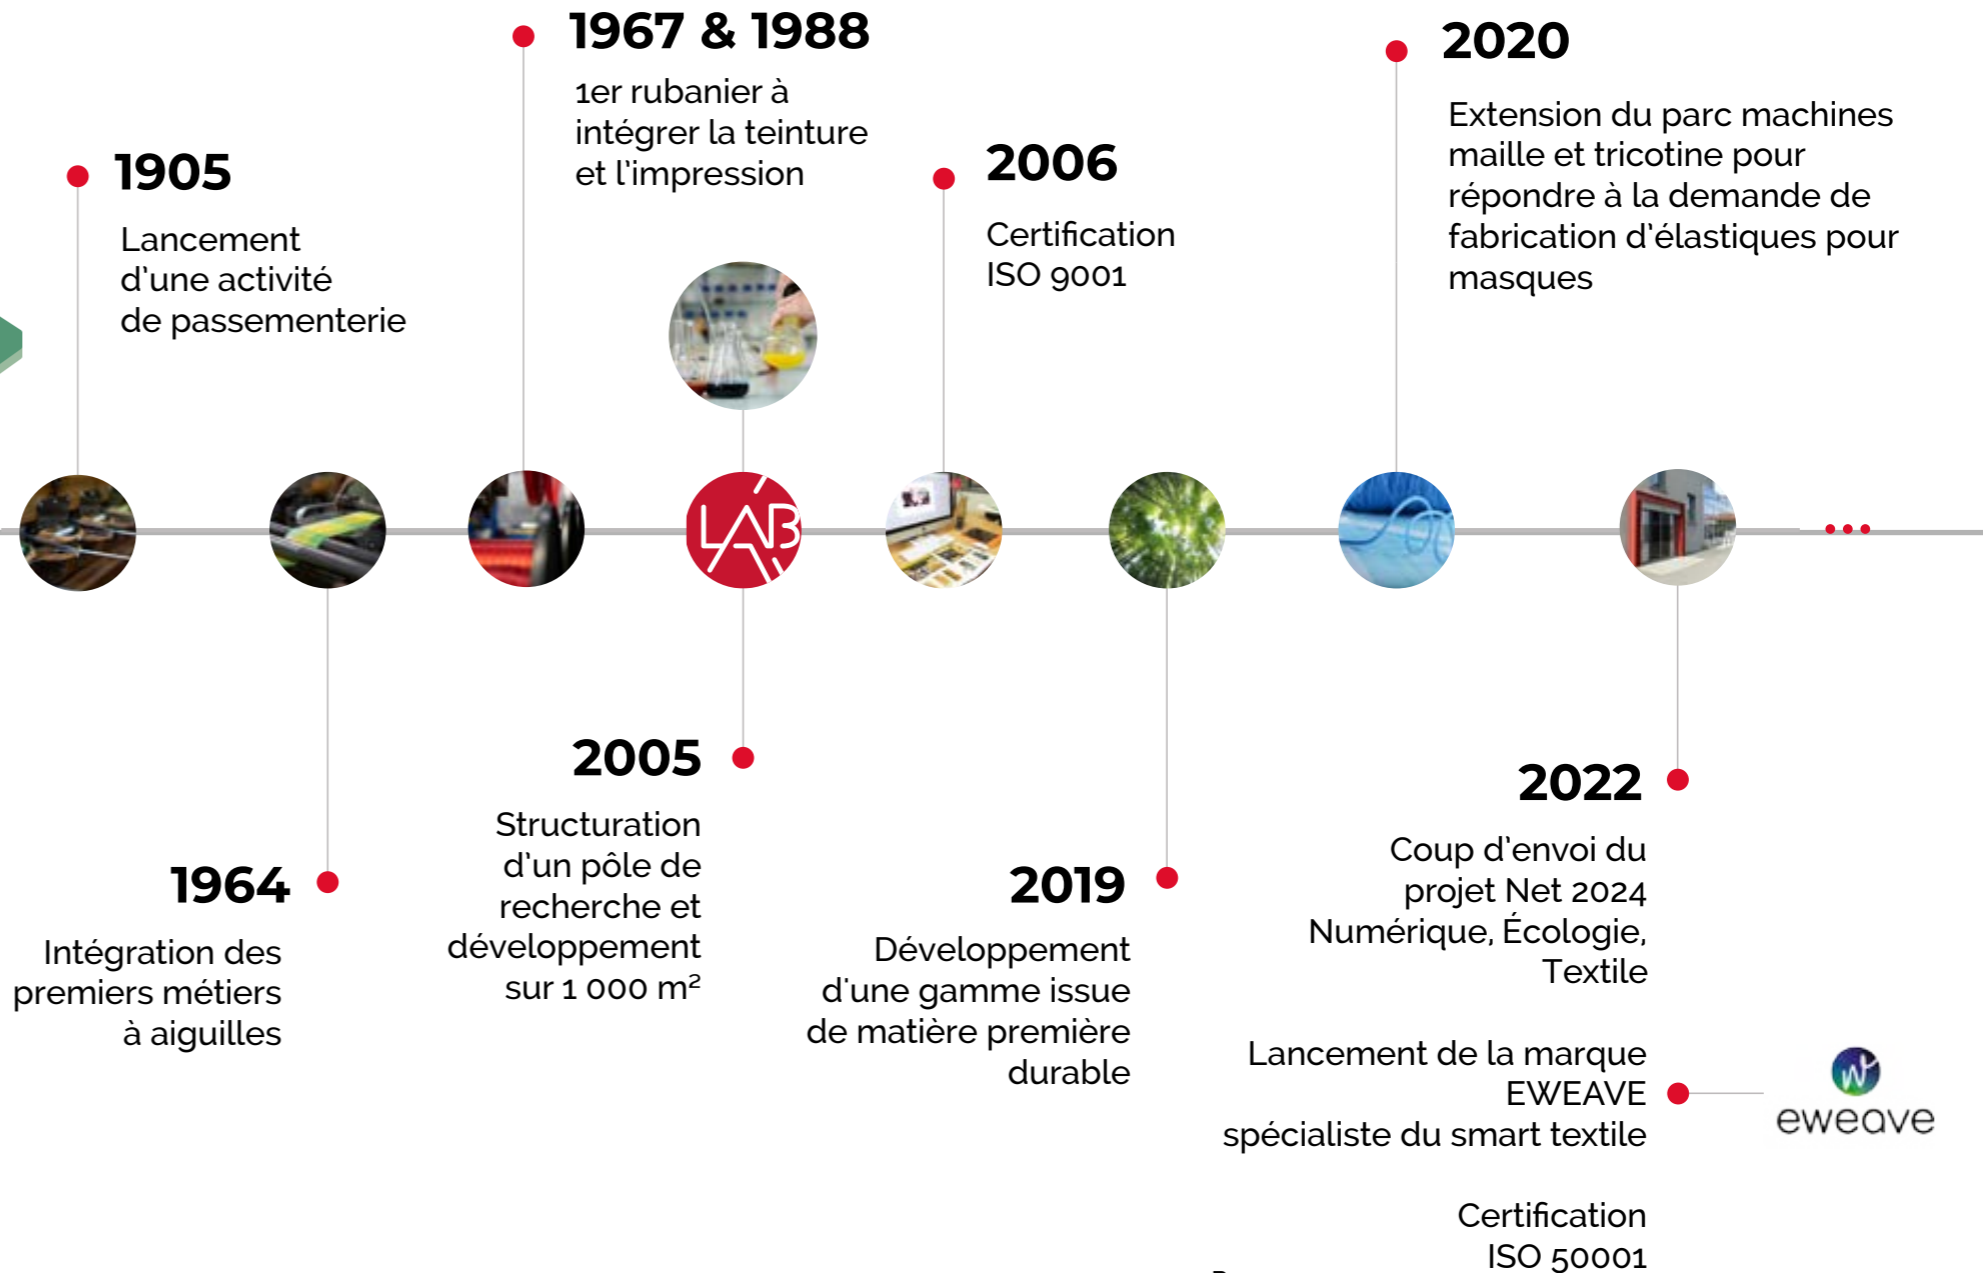 1905
Lancement
d'une activité
de passementerie
1964
Intégration des
premiers métiers
à aiguilles
1967 & 1988
1er rubanier à
intégrer la teinture
et l'impression
LAB
2005
Structuration
d'un pôle de
recherche et
développement
sur 1 000 m²
2006
Certification
ISO 9001
2019
Développement
d'une gamme issue
de matière première
durable
2020
Extension du parc machines
maille et tricotine pour
répondre à la demande de
fabrication d'élastiques pour
masques
2022
Coup d'envoi du
projet Net 2024
Numérique, Écologie,
Textile
Lancement de la marque
EWEAVE
spécialiste du smart textile
eweave
Certification
ISO 50001